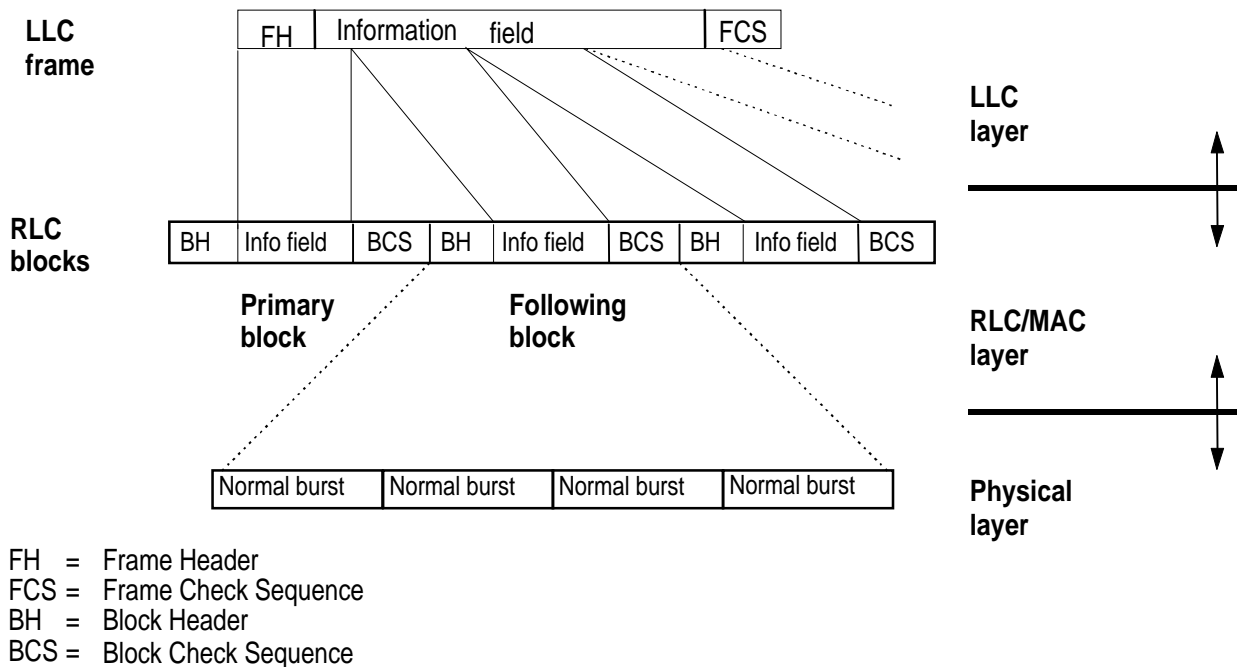 LLC
frame
FH Information field FCS
LLC
layer
RLC
blocks
BH Info field BCS BH Info field BCS BH Info field BCS
Primary
block
Following
block
RLC/MAC
layer
Normal burst Normal burst Normal burst Normal burst
Physical
layer
FH = Frame Header
FCS = Frame Check Sequence
BH = Block Header
BCS = Block Check Sequence